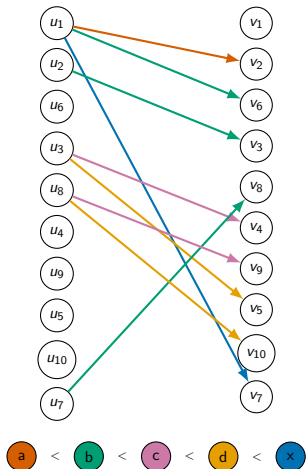 u₁ v₁
u₂ v₂
u₆ v₆
u₃ v₃
u₈ v₈
u₄ v₄
u₉ v₉
u₅ v₅
u₁₀ v₁₀
u₇ v₇
a < b < c < d < x